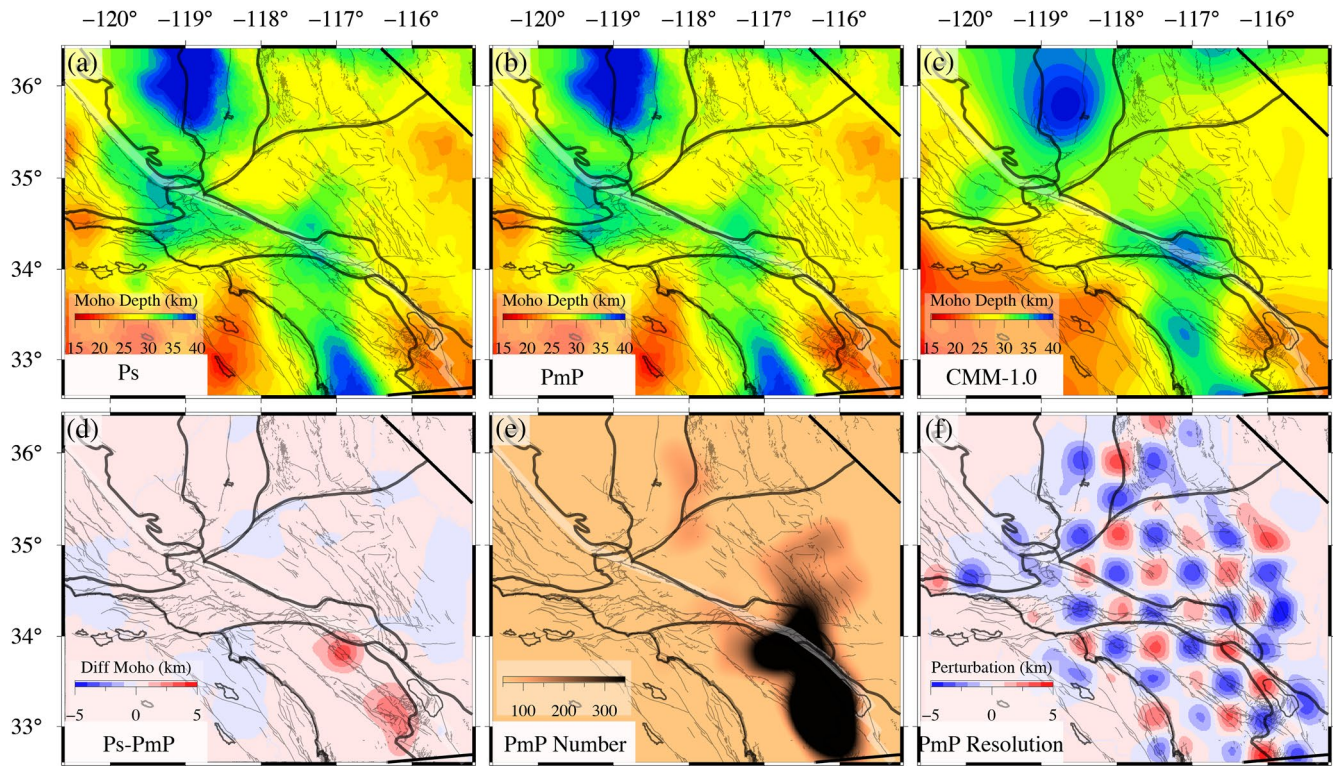 −120° −119° −118° −117° −116° −120° −119° −118° −117° −116° −120° −119° −118° −117° −116°
(a) (b) (c)
36°
35°
34°
Moho Depth (km) Moho Depth (km) Moho Depth (km)
15 20 25 30 35 40 15 20 25 30 35 40 15 20 25 30 35 40
33°
Ps PmP CMM-1.0
(d) (e) (f)
36°
35°
34°
Diff Moho (km) Perturbation (km)
−5 0 5 100 200 300 −5 0 5
33°
Ps-PmP PmP Number PmP Resolution